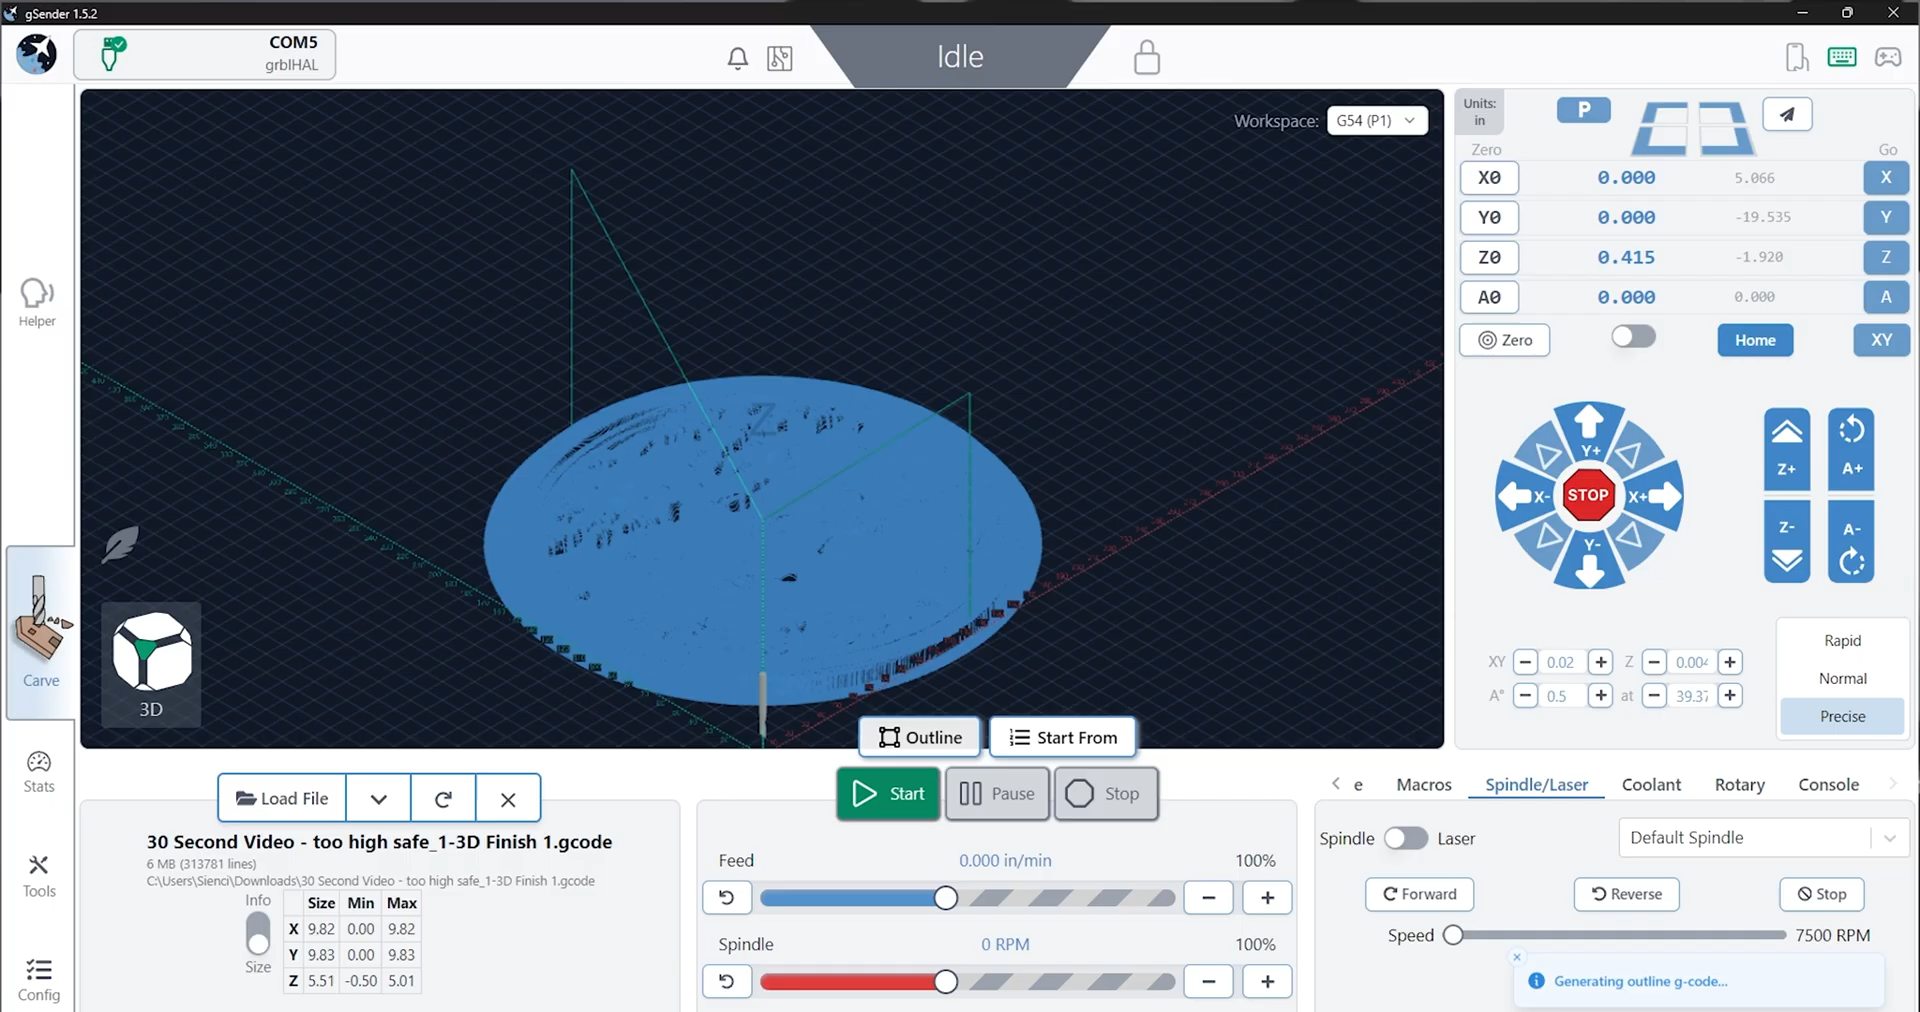 gSender 1.5.2
COM5
grblHAL
Idle
Workspace: G54 (P1)
Units:
in
P
Zero
Go
X0 0.000 5.066 X
Y0 0.000 -19.535 Y
Z0 0.415 -1.920 Z
A0 0.000 0.000 A
Zero Home XY
Helper
Y+
X- STOP X+
Y-
Z+ A+
Z- A-
Carve
3D
Rapid
Normal
Precise
XY 0.02 Z 0.004
A° 0.5 at 39.37
Outline Start From
Stats
Load File
Start Pause Stop
e Macros Spindle/Laser Coolant Rotary Console
30 Second Video - too high safe_1-3D Finish 1.gcode
6 MB (313781 lines)
C:\Users\Sienci\Downloads\30 Second Video - too high safe_1-3D Finish 1.gcode
Info
Size
Size Min Max
X 9.82 0.00 9.82
Y 9.83 0.00 9.83
Z 5.51 -0.50 5.01
Feed 0.000 in/min 100%
Spindle 0 RPM 100%
Spindle Laser Default Spindle
Forward Reverse Stop
Speed 7500 RPM
Generating outline g-code...
Tools
Config